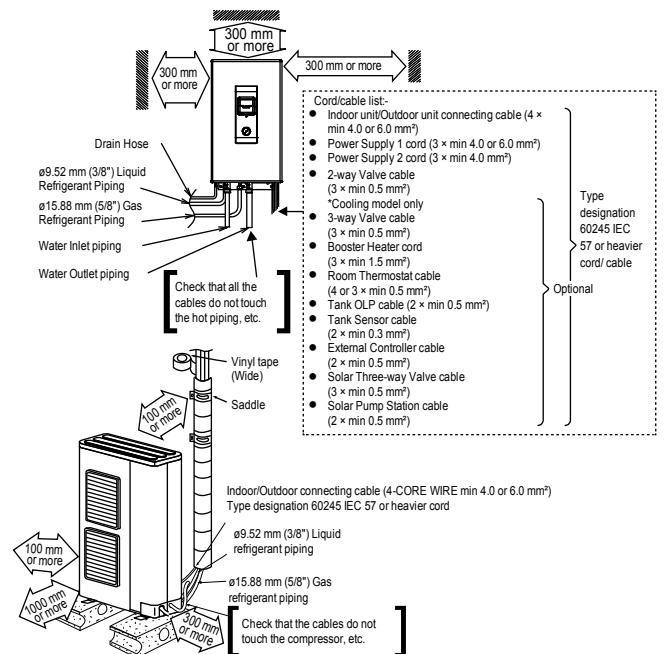 300 mm
or more
300 mm
or more
300 mm or more
Cord/cable list:-
● Indoor unit/Outdoor unit connecting cable (4 ×
min 4.0 or 6.0 mm²)
● Power Supply 1 cord (3 × min 4.0 or 6.0 mm²)
● Power Supply 2 cord (3 × min 4.0 mm²)
● 2-way Valve cable
(3 × min 0.5 mm²)
*Cooling model only
● 3-way Valve cable
(3 × min 0.5 mm²)
● Booster Heater cord
(3 × min 1.5 mm²)
● Room Thermostat cable
(4 or 3 × min 0.5 mm²)
● Tank OLP cable (2 × min 0.5 mm²)
● Tank Sensor cable
(2 × min 0.3 mm²)
● External Controller cable
(2 × min 0.5 mm²)
● Solar Three-way Valve cable
(3 × min 0.5 mm²)
● Solar Pump Station cable
(2 × min 0.5 mm²)
Optional
Type
designation
60245 IEC
57 or heavier
cord/ cable
Drain Hose
ø9.52 mm (3/8") Liquid
Refrigerant Piping
ø15.88 mm (5/8") Gas
Refrigerant Piping
Water Inlet piping
Water Outlet piping
Check that all the
cables do not touch
the hot piping, etc.
Vinyl tape
(Wide)
Saddle
100 mm
or more
Indoor/Outdoor connecting cable (4-CORE WIRE min 4.0 or 6.0 mm²)
Type designation 60245 IEC 57 or heavier cord
ø9.52 mm (3/8") Liquid
refrigerant piping
ø15.88 mm (5/8") Gas
refrigerant piping
100 mm
or more
1000 mm
or more
300 mm
or more
Check that the cables do not
touch the compressor, etc.